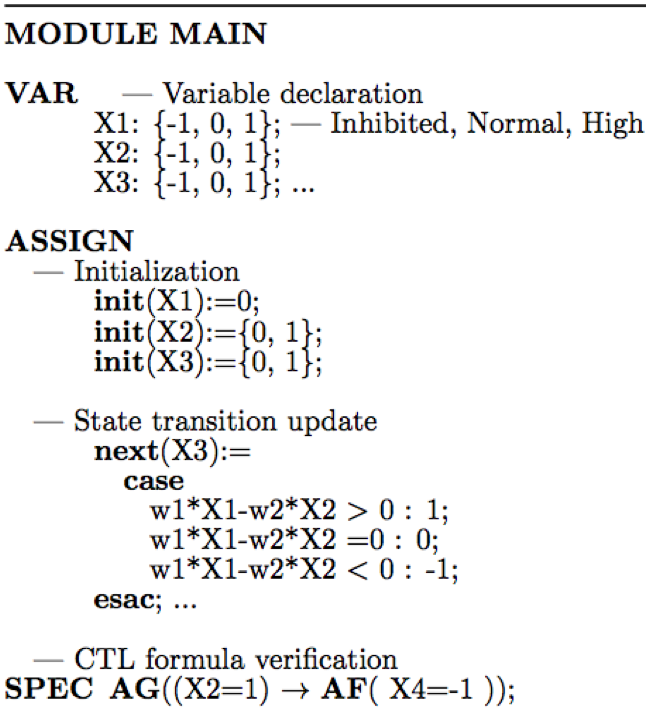 MODULE MAIN
VAR — Variable declaration
X1: {-1, 0, 1}; — Inhibited, Normal, High
X2: {-1, 0, 1};
X3: {-1, 0, 1}; ...
ASSIGN
— Initialization
init(X1):=0;
init(X2):={0, 1};
init(X3):={0, 1};
— State transition update
next(X3):=
case
w1*X1-w2*X2 > 0 : 1;
w1*X1-w2*X2 =0 : 0;
w1*X1-w2*X2 < 0 : -1;
esac; ...
— CTL formula verification
SPEC AG((X2=1) → AF( X4=-1 ));